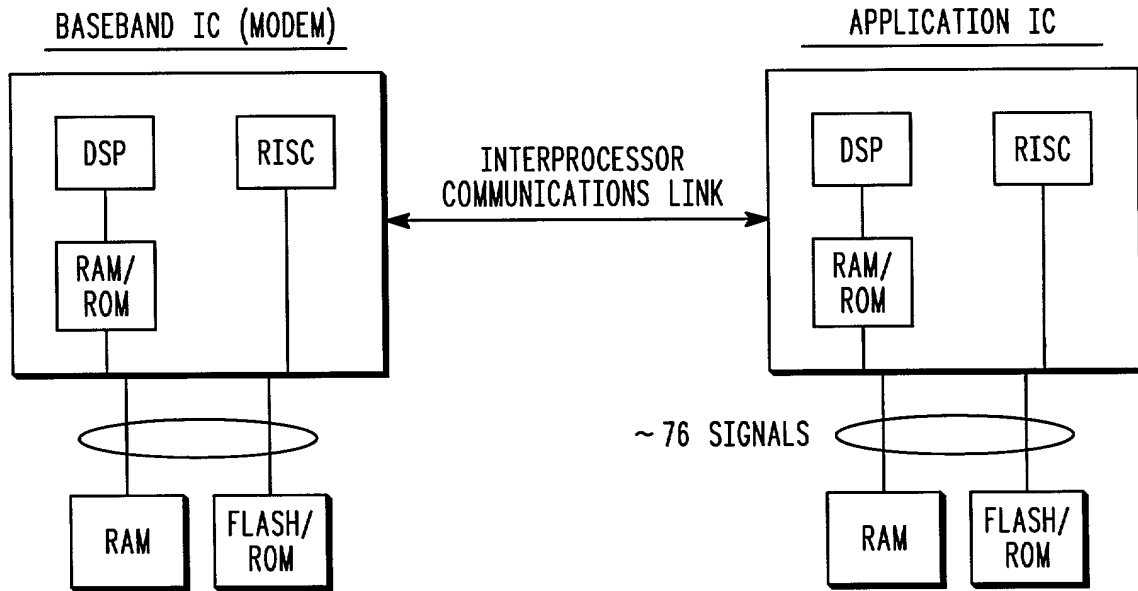 BASEBAND IC (MODEM)
APPLICATION IC
DSP
RISC
RAM/
ROM
INTERPROCESSOR
COMMUNICATIONS LINK
DSP
RISC
RAM/
ROM
~76 SIGNALS
RAM
FLASH/
ROM
RAM
FLASH/
ROM